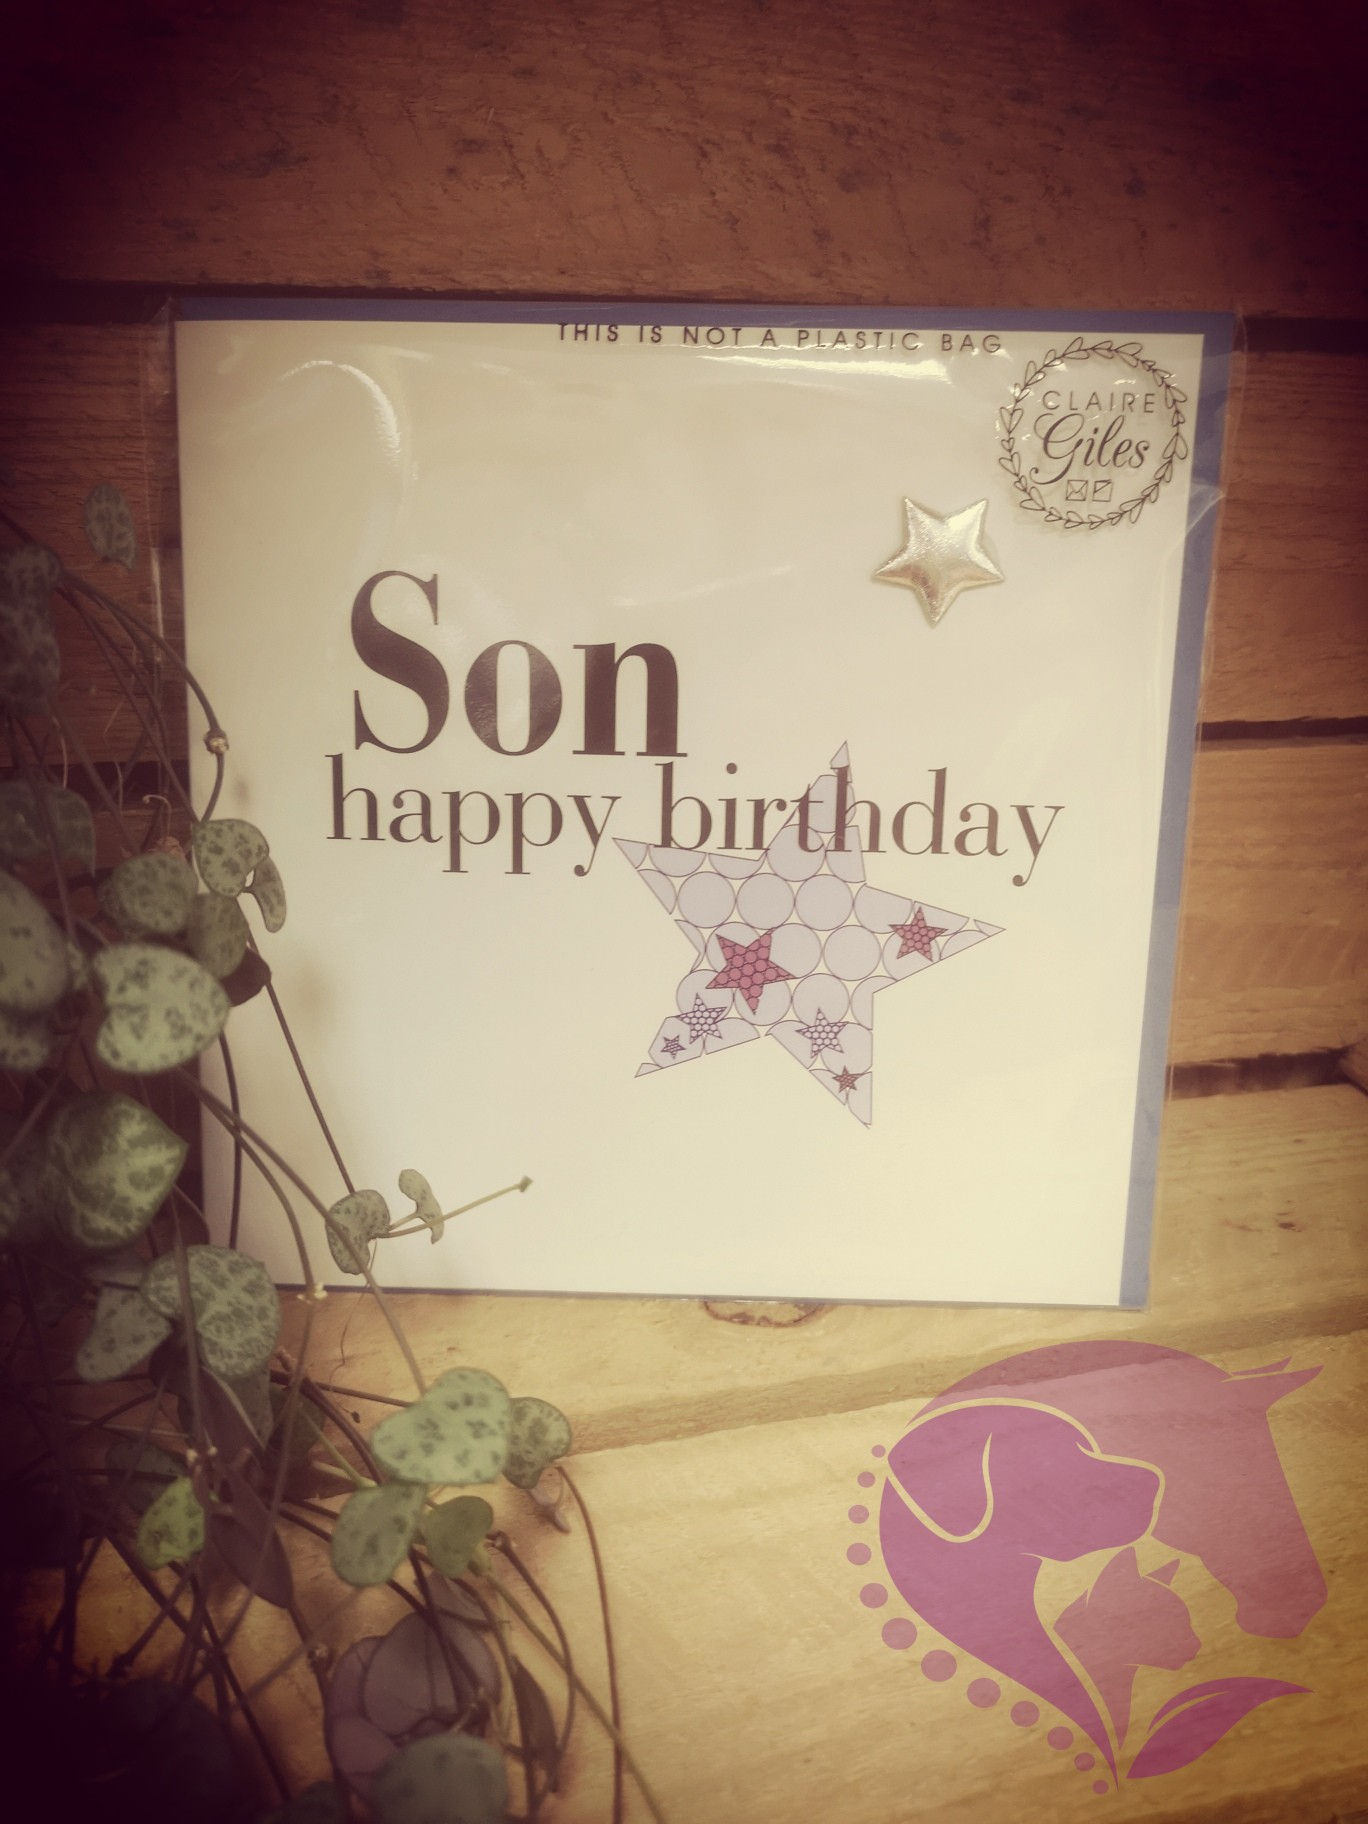 THIS IS NOT A PLASTIC BAG
CLAIRE
Giles
Son
happy birthday